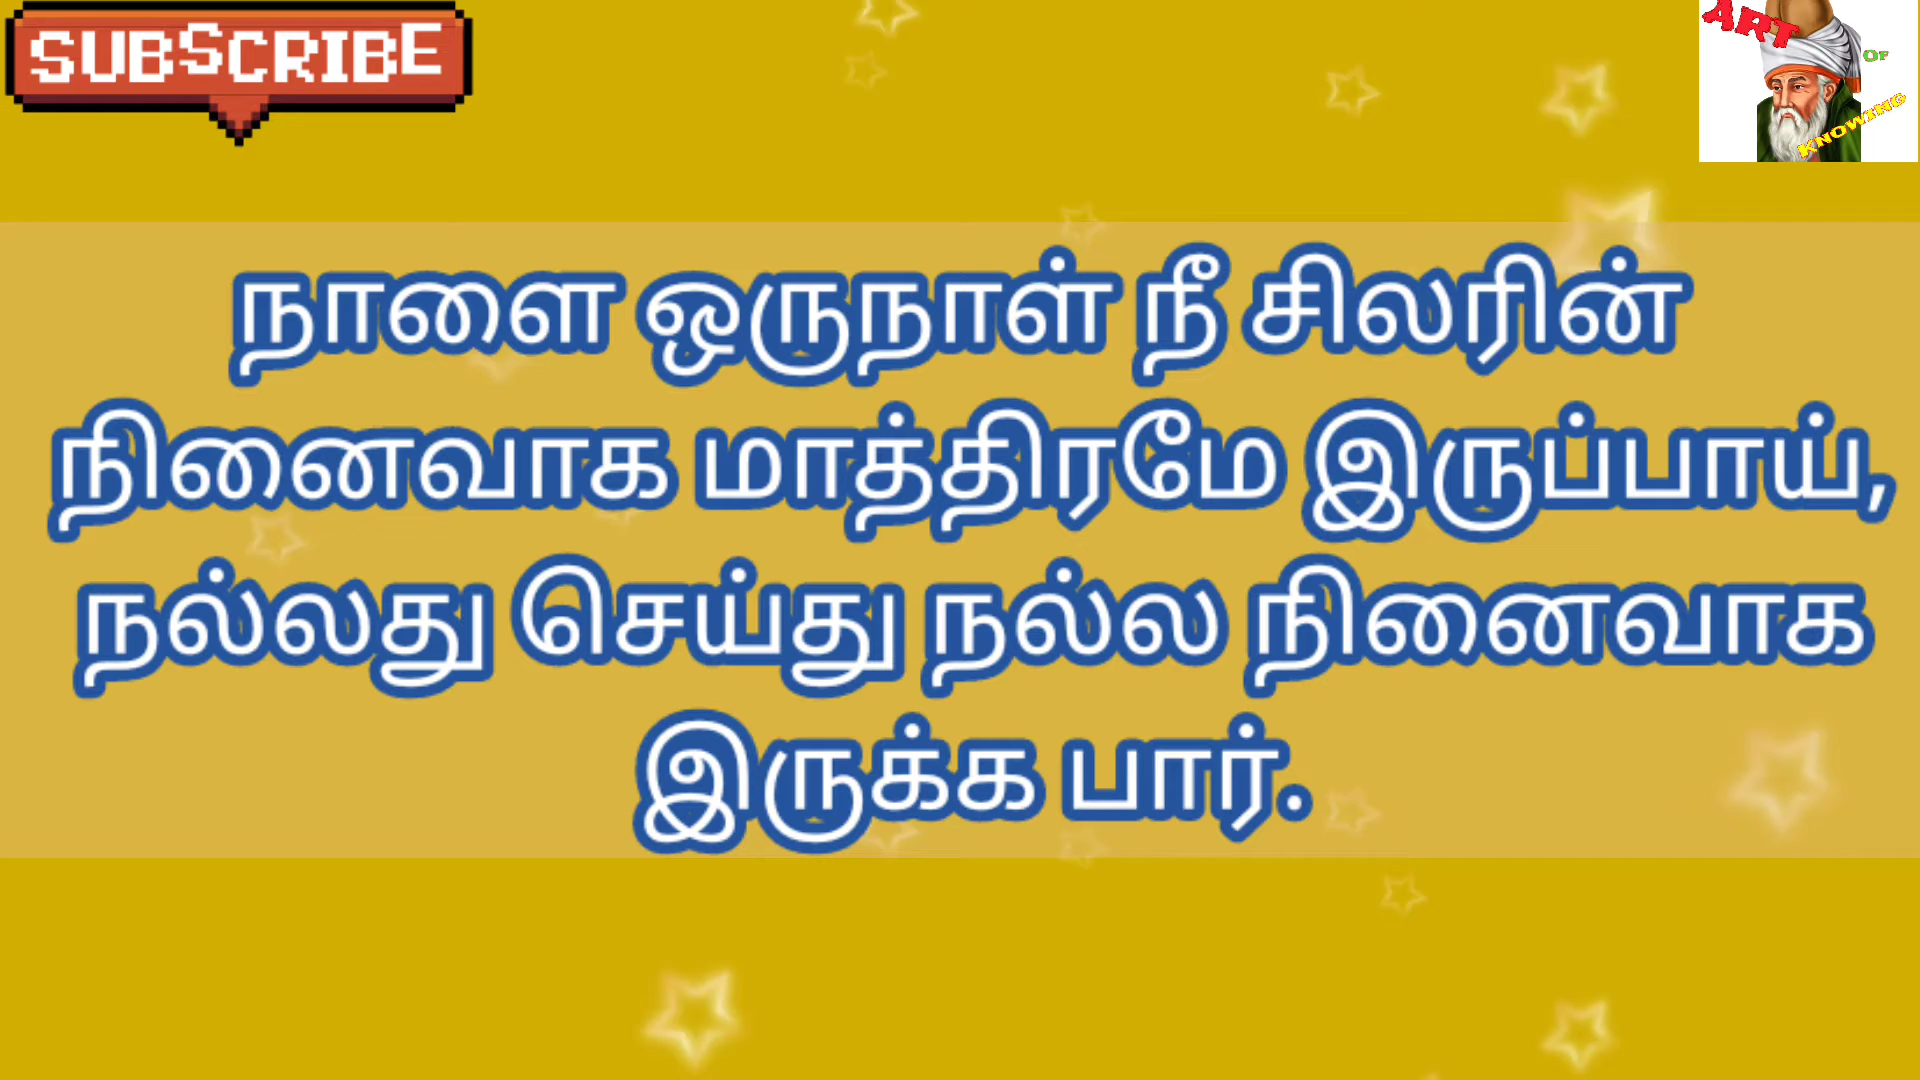 SUBSCRIBE
ART
OF
KNOWING
நாளை ஒருநாள் நீ சிலரின்
நினைவாக மாத்திரமே இருப்பாய்,
நல்லது செய்து நல்ல நினைவாக
இருக்க பார்.